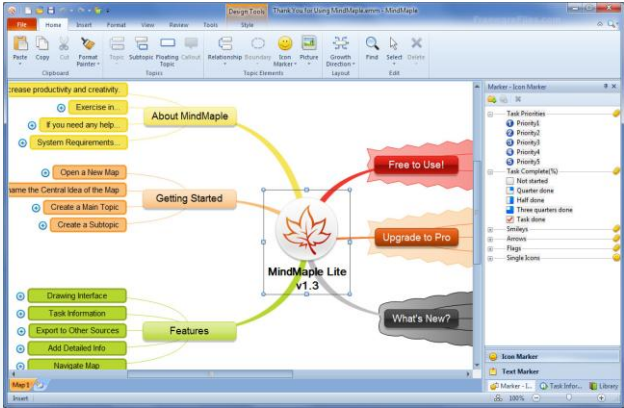 Design Tools
Thank You for Using MindMaple.emm - MindMaple
File Home Insert Format View Review Tools Style
Paste Copy Cut Format Painter
Topic Subtopic Floating Topic Callout
Relationship Boundary Icon Marker Picture
Growth Direction
Find Select Delete
Clipboard Topics Topic Elements Layout Edit
crease productivity and creativity.
Exercise in...
If you need any help...
System Requirements...
About MindMaple
Open a New Map
name the Central Idea of the Map
Create a Main Topic
Create a Subtopic
Getting Started
Drawing Interface
Task Information
Export to Other Sources
Add Detailed Info
Navigate Map
Features
MindMaple Lite
v1.3
Free to Use!
Upgrade to Pro
What's New?
Marker - Icon Marker
Task Priorities
Priority1
Priority2
Priority3
Priority4
Priority5
Task Complete(%)
Not started
Quarter done
Half done
Three quarters done
Task done
Smileys
Arrows
Flags
Single Icons
Icon Marker
Text Marker
Marker - I... Task Infor... Library
Map 1
Insert
100%